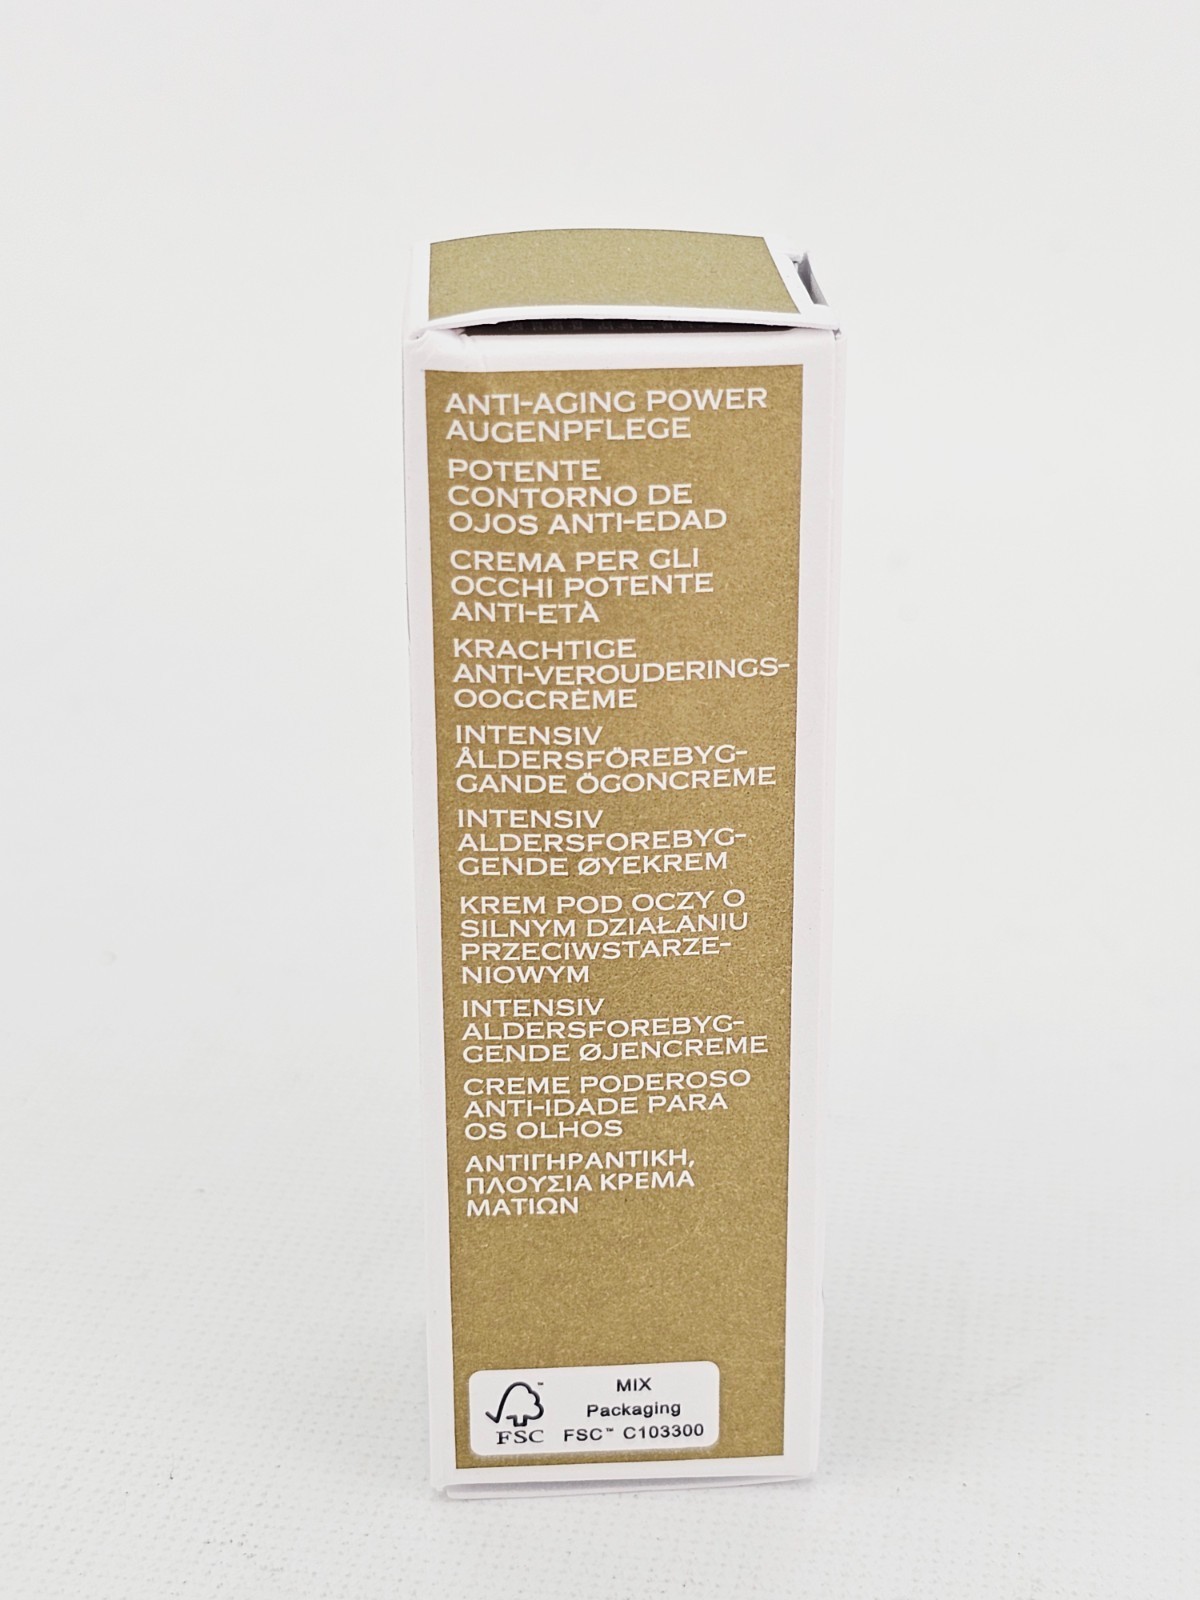 ANTI-AGING POWER
AUGENPFLEGE
POTENTE
CONTORNO DE
OJOS ANTI-EDAD
CREMA PER GLI
OCCHI POTENTE
ANTI-ETÀ
KRACHTIGE
ANTI-VEROUDERINGS-
OOGCRÈME
INTENSIV
ÅLDERSFÖREBYG-
GANDE ÖGONCREME
INTENSIV
ALDERSFOREBYG-
GENDE ØYEKREM
KREM POD OCZY O
SILNYM DZIAŁANIU
PRZECIWSTARZE-
NIOWYM
INTENSIV
ALDERSFOREBYG-
GENDE ØJENCREME
CREME PODEROSO
ANTI-IDADE PARA
OS OLHOS
ΑΝΤΙΓΗΡΑΝΤΙΚΗ,
ΠΛΟΥΣΙΑ ΚΡΕΜΑ
ΜΑΤΙΩΝ
MIX
Packaging
FSC™ C103300
FSC